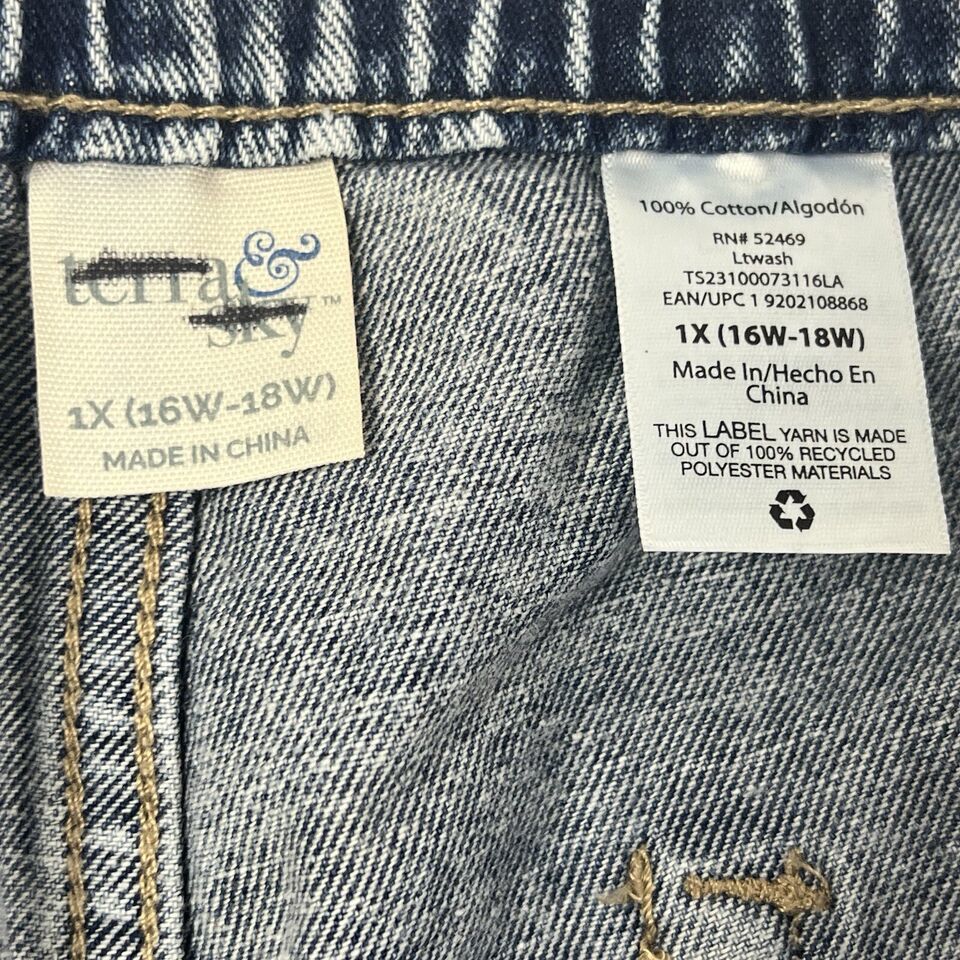 terra &
sky™
1X (16W-18W)
MADE IN CHINA
100% Cotton/Algodón
RN# 52469
Ltwash
TS23100073116LA
EAN/UPC 1 9202108868
1X (16W-18W)
Made In/Hecho En
China
THIS LABEL YARN IS MADE
OUT OF 100% RECYCLED
POLYESTER MATERIALS